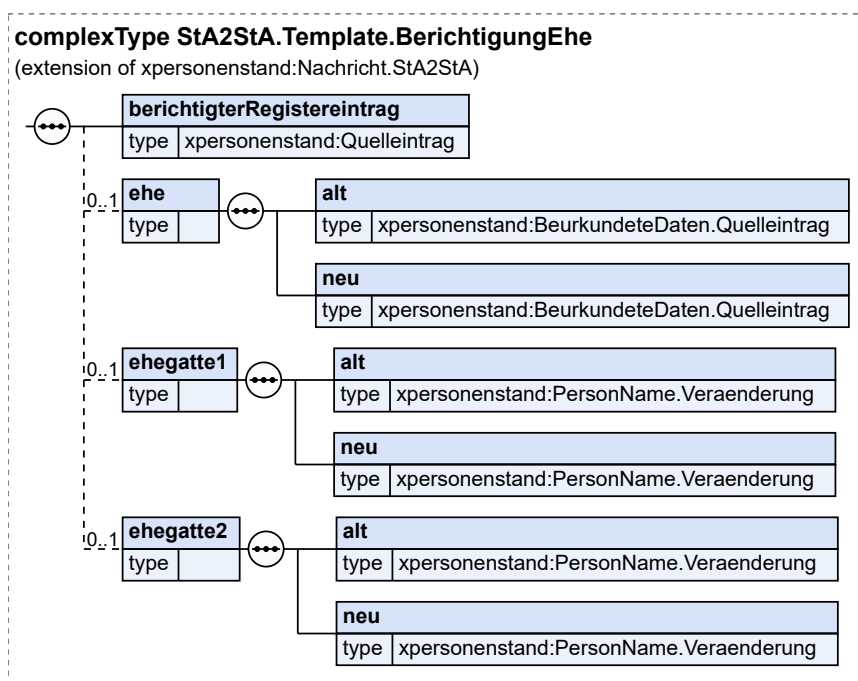 complexType StA2StA.Template.BerichtigungEhe
(extension of xpersonenstand:Nachricht.StA2StA)
berichtigterRegistereintrag
type xpersonenstand:Quelleintrag
0..1
ehe
type
alt
type xpersonenstand:BeurkundeteDaten.Quelleintrag
neu
type xpersonenstand:BeurkundeteDaten.Quelleintrag
0..1
ehegatte1
type
alt
type xpersonenstand:PersonName.Veraenderung
neu
type xpersonenstand:PersonName.Veraenderung
0..1
ehegatte2
type
alt
type xpersonenstand:PersonName.Veraenderung
neu
type xpersonenstand:PersonName.Veraenderung